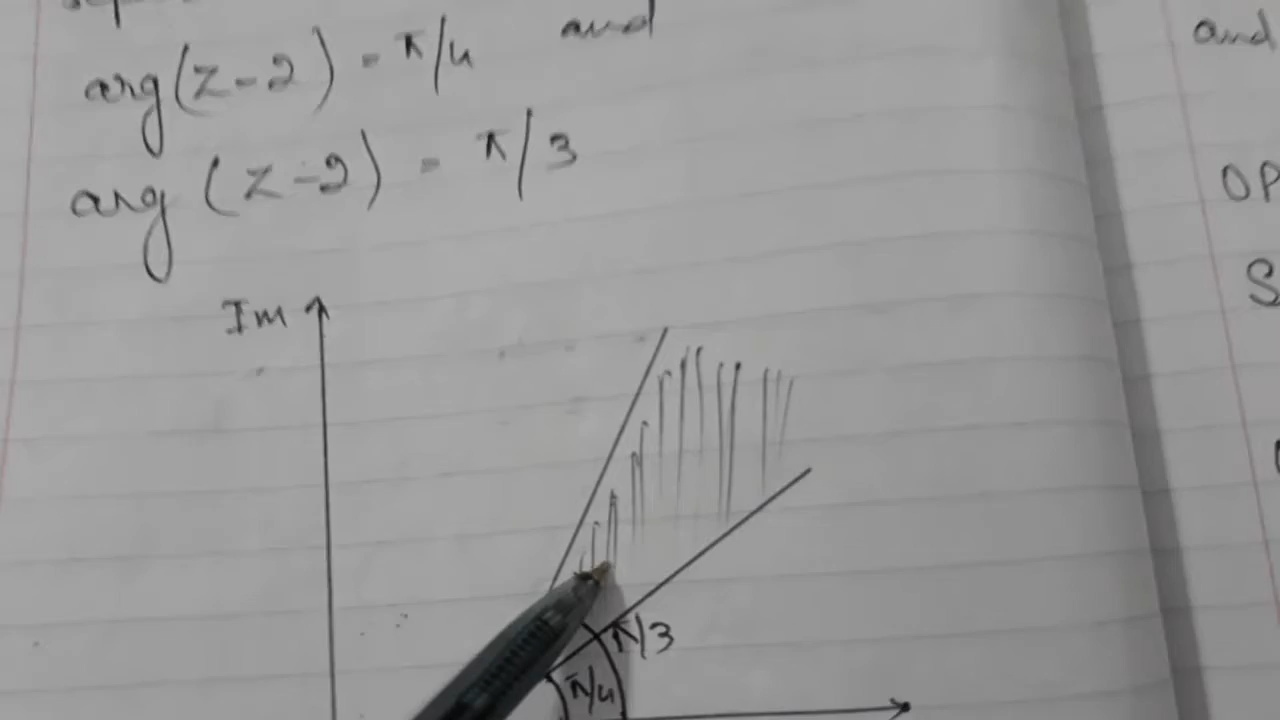 and
arg(z-2) = π/4
arg (z-2) = π/3
Im
π/3
π/4
and
OP
S